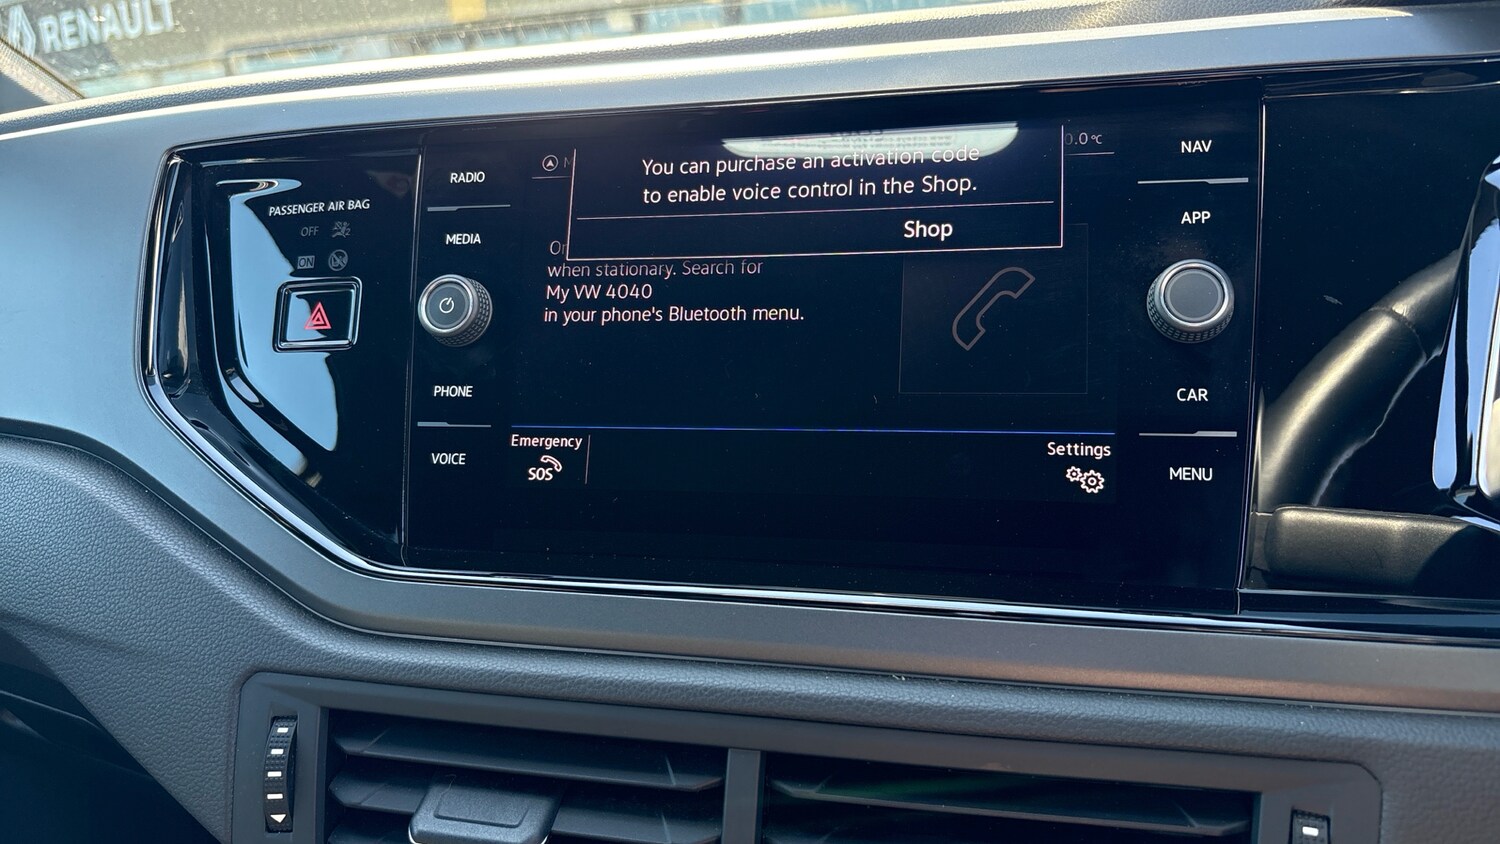 RENAULT
RADIO
MEDIA
PHONE
VOICE
PASSENGER AIR BAG
OFF
ON
0.0°C
You can purchase an activation code
to enable voice control in the Shop.
Shop
when stationary. Search for
My VW 4040
in your phone's Bluetooth menu.
Emergency
SOS
Settings
NAV
APP
CAR
MENU